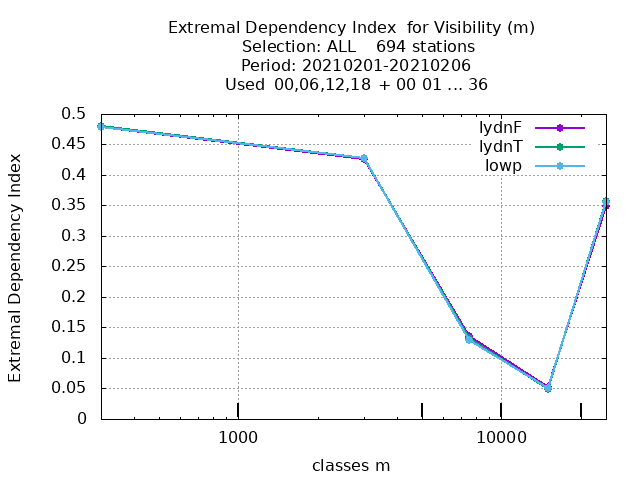 Extremal Dependency Index  for Visibility (m)
Selection: ALL    694 stations
Period: 20210201-20210206
Used  00,06,12,18 + 00 01 ... 36
lydnF
lydnT
lowp
0.5
0.45
0.4
0.35
0.3
0.25
0.2
0.15
0.1
0.05
0
Extremal Dependency Index
1000
10000
classes m